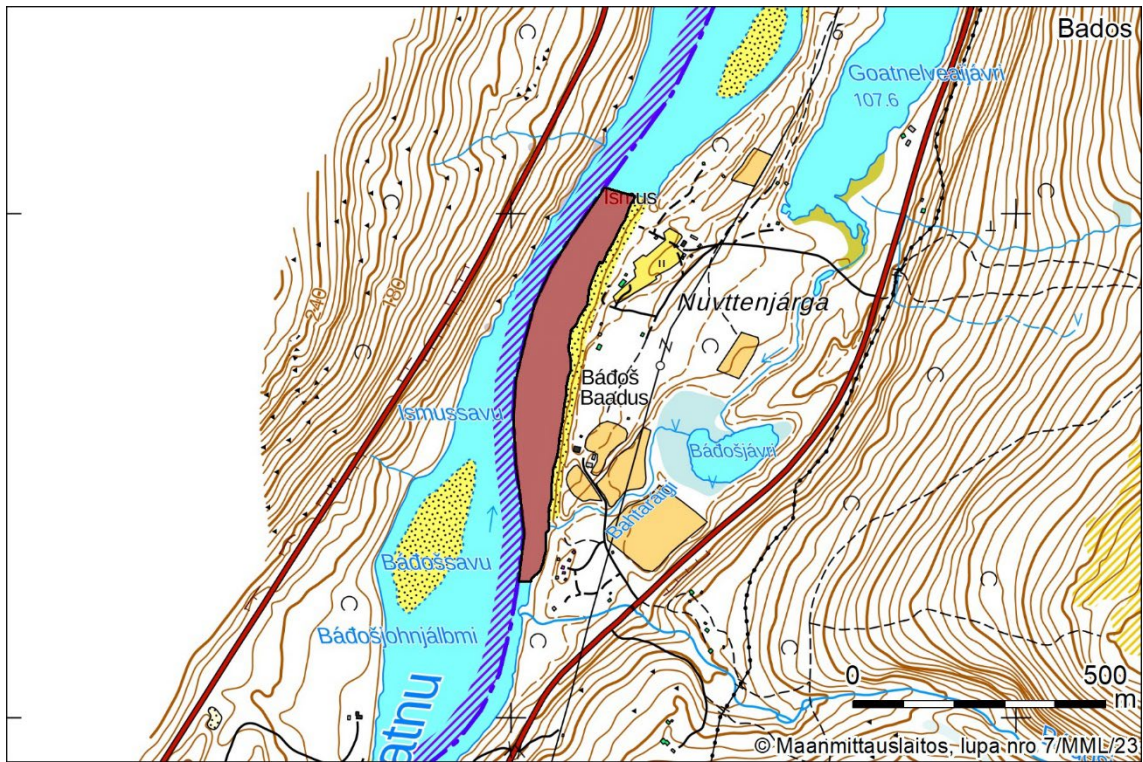 Bados
Goatnelveaijávri
107.6
Ismus
240
180
Nuvttenjárga
Báđoš
Baadus
Ismussavu
Báđošjávri
Báđošsavu
Báđošjohnjálbmi
0
500
m
© Maanmittauslaitos, lupa nro 7/MML/23